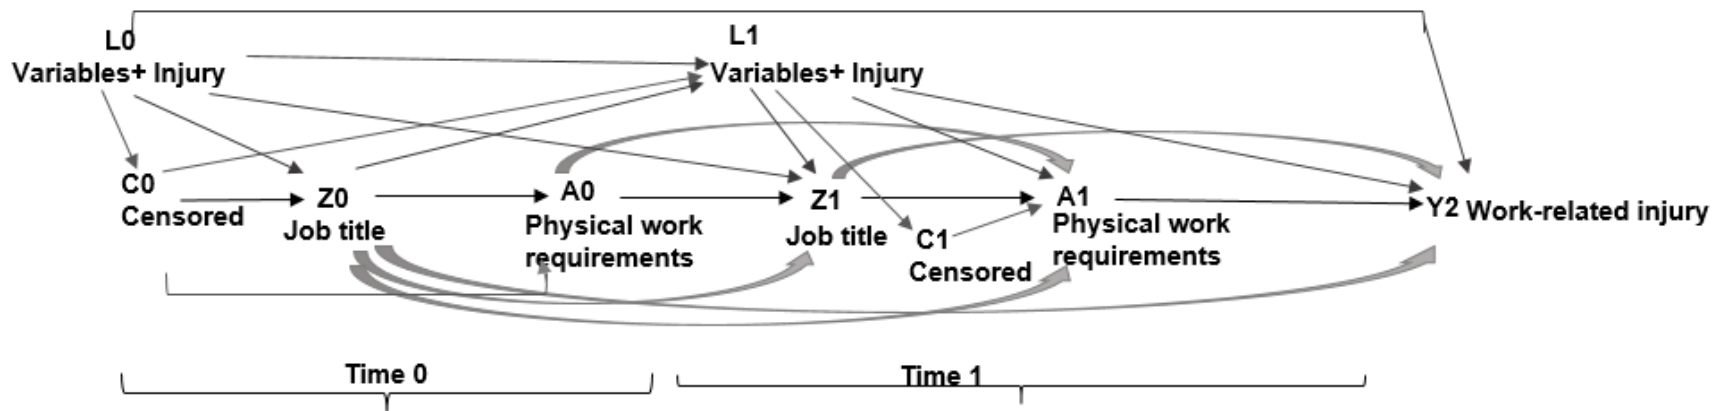 L0
Variables+ Injury
L1
Variables+ Injury
C0
Censored
Z0
Job title
A0
Physical work
requirements
Z1
Job title
C1
Censored
A1
Physical work
requirements
Y2 Work-related injury
Time 0
Time 1